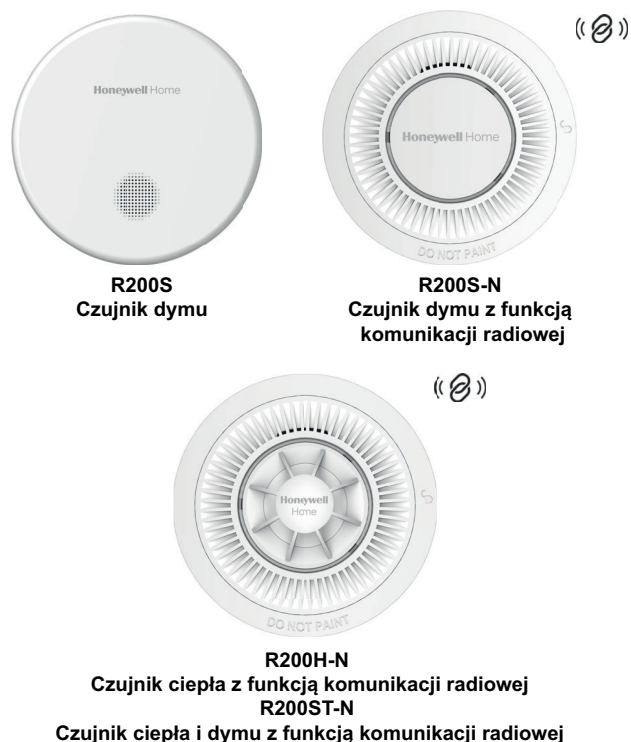 Honeywell Home
R200S
Czujnik dymu
Honeywell Home
DO NOT PAINT
R200S-N
Czujnik dymu z funkcją
komunikacji radiowej
Honeywell
Home
DO NOT PAINT
R200H-N
Czujnik ciepła z funkcją komunikacji radiowej
R200ST-N
Czujnik ciepła i dymu z funkcją komunikacji radiowej